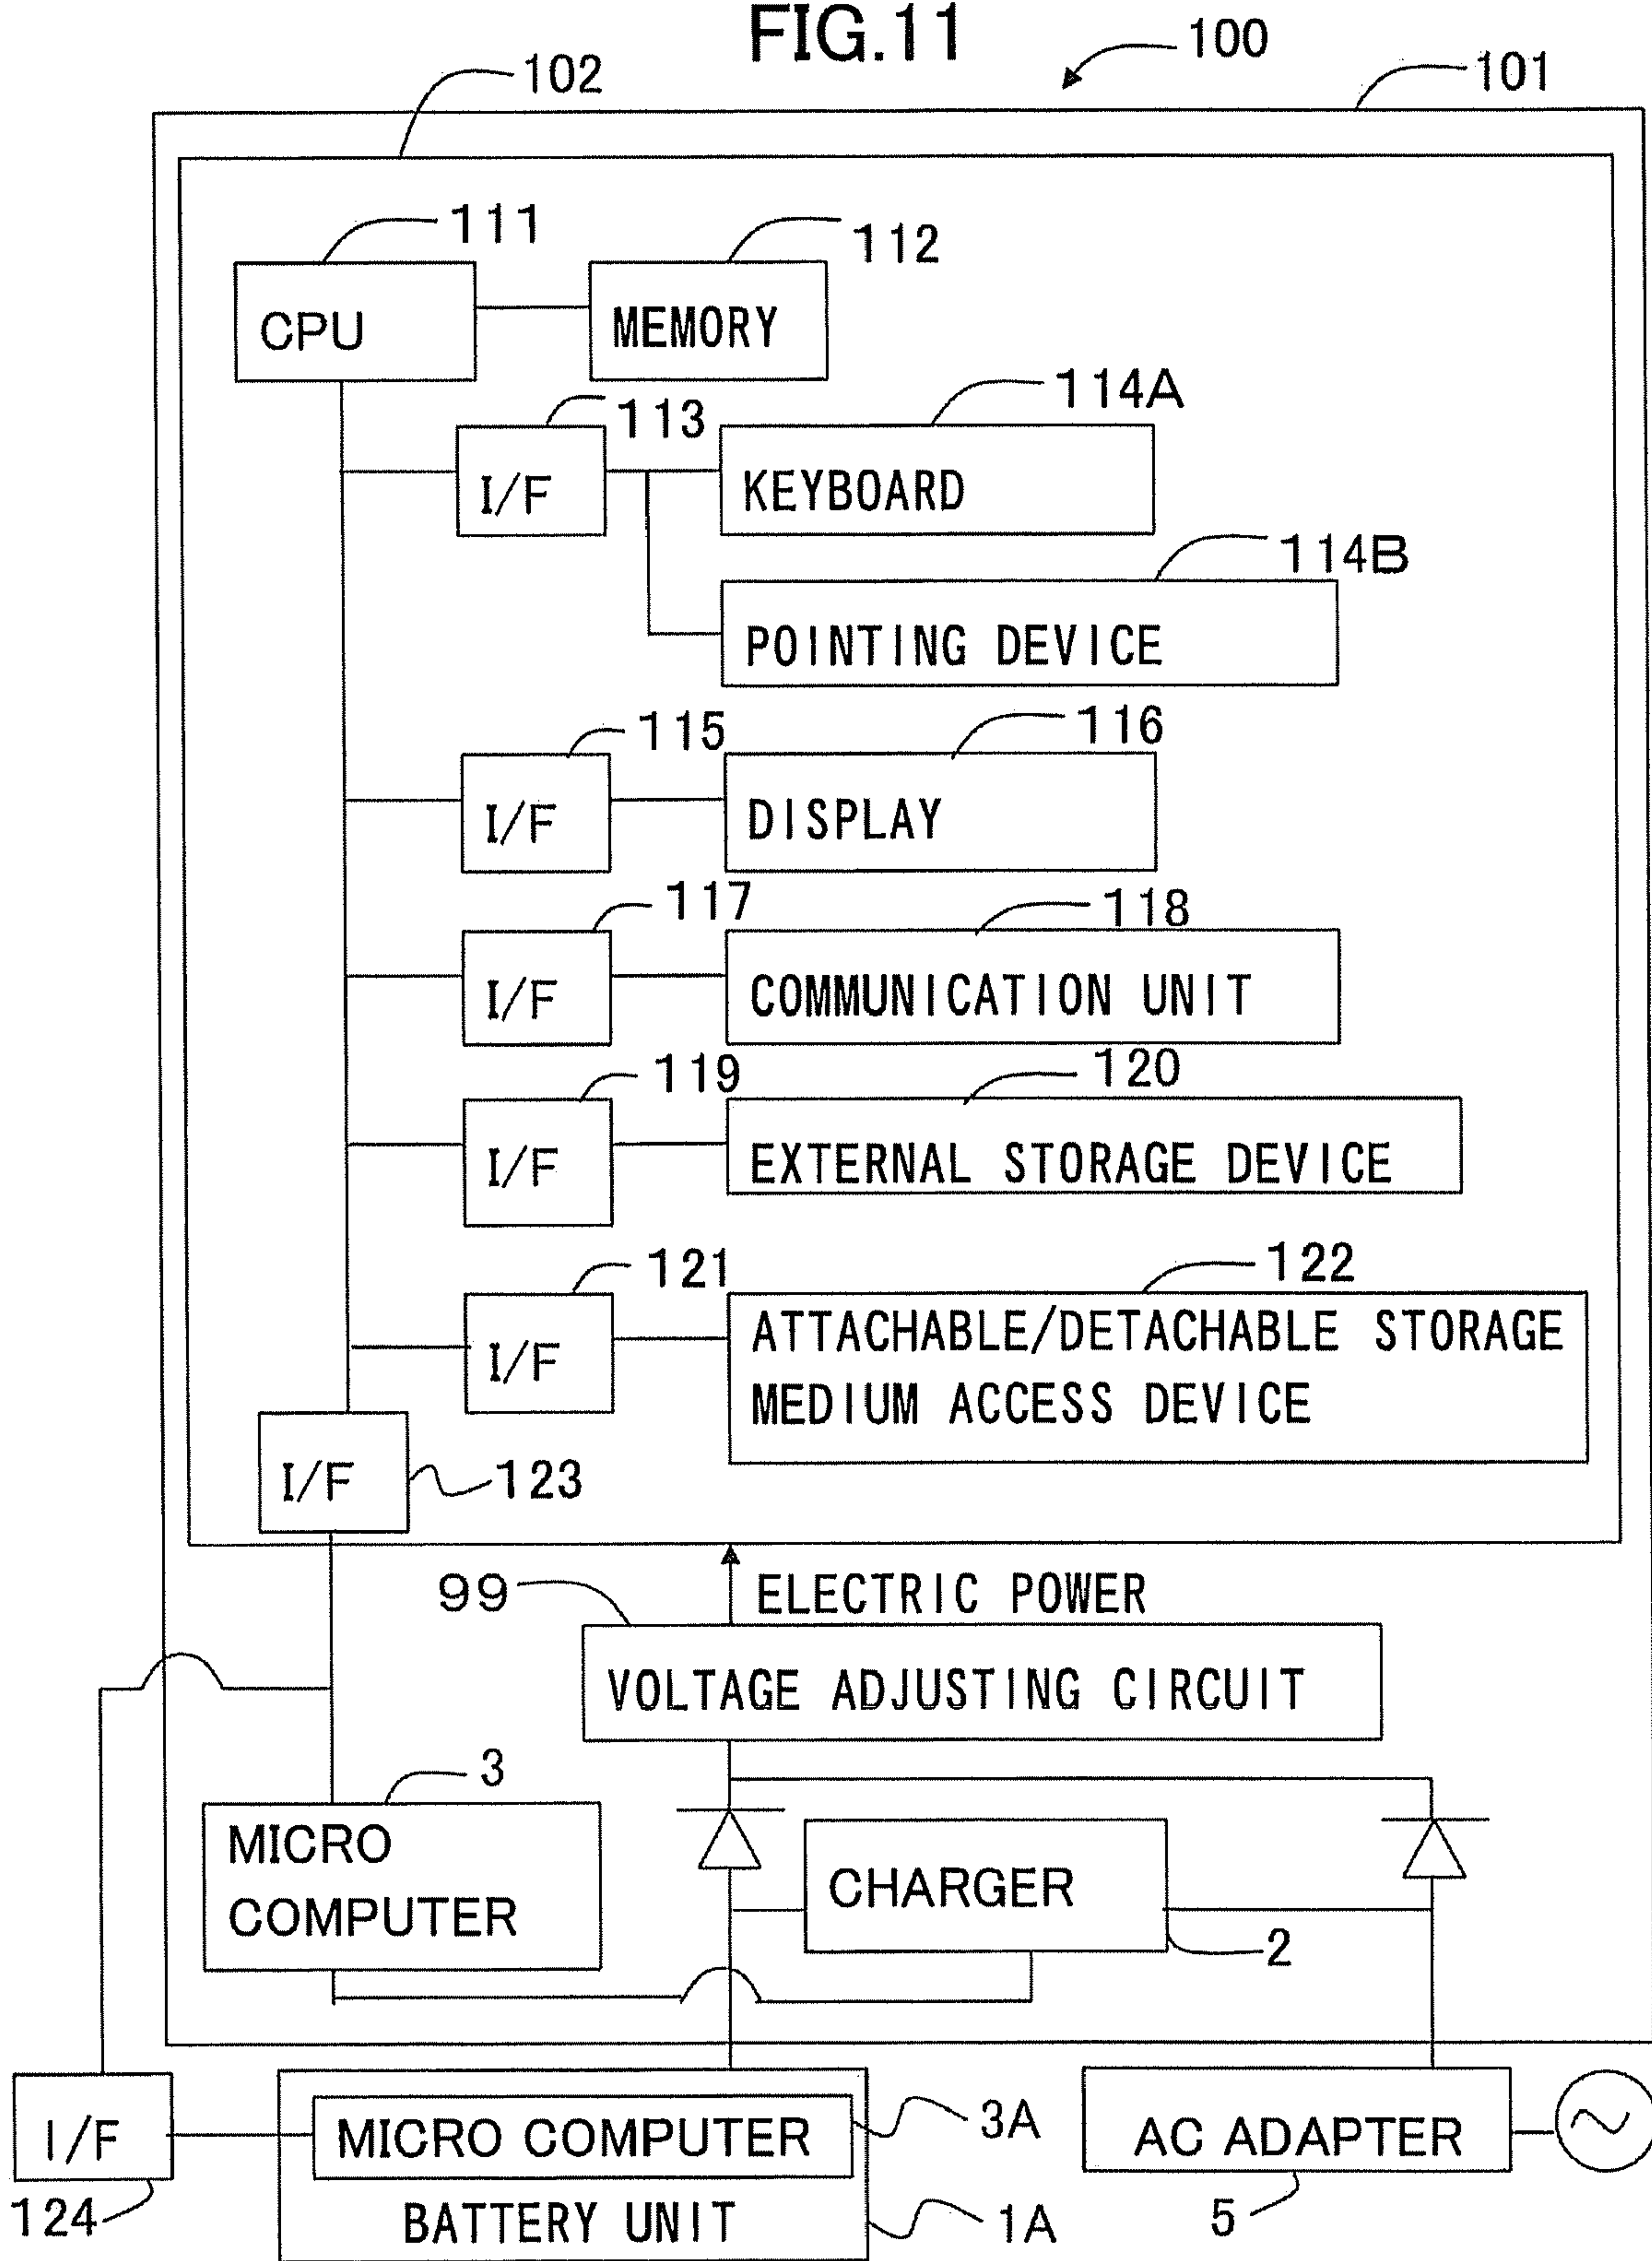 FIG.11
100
102
101
111
112
CPU
MEMORY
114A
113
I/F
KEYBOARD
114B
POINTING DEVICE
115
116
I/F
DISPLAY
117
118
I/F
COMMUNICATION UNIT
119
120
I/F
EXTERNAL STORAGE DEVICE
121
122
I/F
ATTACHABLE/DETACHABLE STORAGE
MEDIUM ACCESS DEVICE
I/F
123
99
ELECTRIC POWER
VOLTAGE ADJUSTING CIRCUIT
3
MICRO
COMPUTER
CHARGER
2
I/F
MICRO COMPUTER
3A
AC ADAPTER
124
BATTERY UNIT
1A
5